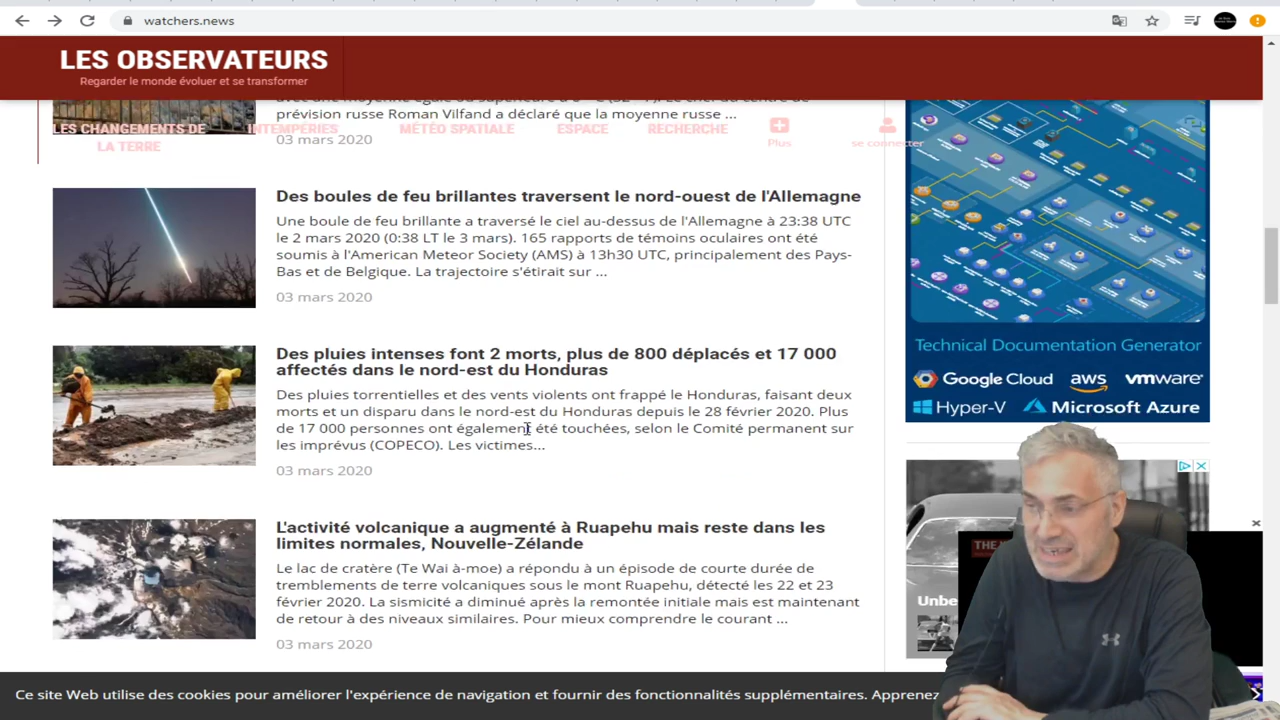 watchers.news
LES OBSERVATEURS
Regarder le monde évoluer et se transformer
prévision russe Roman Vilfand a déclaré que la moyenne russe ...
03 mars 2020
LES CHANGEMENTS DE LA TERRE
INTEMPÉRIES
MÉTÉO SPATIALE
ESPACE
RECHERCHE
Plus
se connecter
Des boules de feu brillantes traversent le nord-ouest de l'Allemagne
Une boule de feu brillante a traversé le ciel au-dessus de l'Allemagne à 23:38 UTC
le 2 mars 2020 (0:38 LT le 3 mars). 165 rapports de témoins oculaires ont été
soumis à l'American Meteor Society (AMS) à 13h30 UTC, principalement des Pays-
Bas et de Belgique. La trajectoire s'étirait sur ...
03 mars 2020
Des pluies intenses font 2 morts, plus de 800 déplacés et 17 000
affectés dans le nord-est du Honduras
Des pluies torrentielles et des vents violents ont frappé le Honduras, faisant deux
morts et un disparu dans le nord-est du Honduras depuis le 28 février 2020. Plus
de 17 000 personnes ont également été touchées, selon le Comité permanent sur
les imprévus (COPECO). Les victimes...
03 mars 2020
L'activité volcanique a augmenté à Ruapehu mais reste dans les
limites normales, Nouvelle-Zélande
Le lac de cratère (Te Wai à-moe) a répondu à un épisode de courte durée de
tremblements de terre volcaniques sous le mont Ruapehu, détecté les 22 et 23
février 2020. La sismicité a diminué après la remontée initiale mais est maintenant
de retour à des niveaux similaires. Pour mieux comprendre le courant ...
03 mars 2020
Technical Documentation Generator
Google Cloud aws vmware
Hyper-V Microsoft Azure
Unbe
Ce site Web utilise des cookies pour améliorer l'expérience de navigation et fournir des fonctionnalités supplémentaires. Apprenez